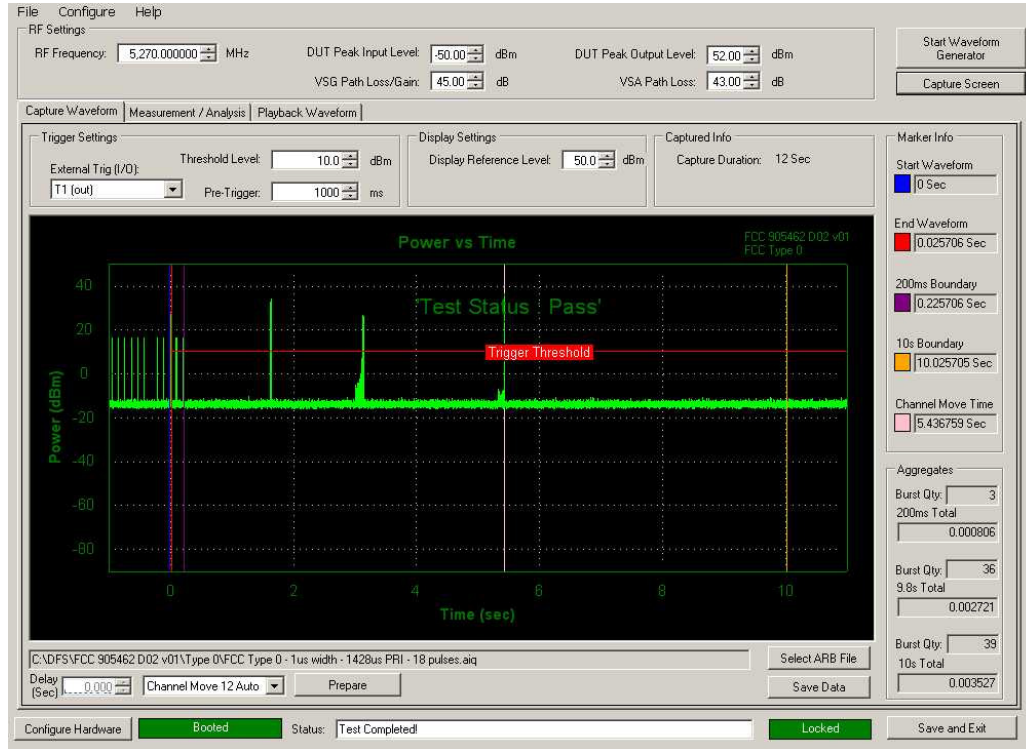 File Configure Help
RF Settings
RF Frequency: 5,270.000000 MHz
DUT Peak Input Level: -50.00 dBm
DUT Peak Output Level: 52.00 dBm
VSG Path Loss/Gain: 45.00 dB
VSA Path Loss: 43.00 dB
Start Waveform
Generator
Capture Screen
Capture Waveform Measurement / Analysis Playback Waveform
Trigger Settings
External Trig (I/O):
T1 (out)
Threshold Level: 10.0 dBm
Pre-Trigger: 1000 ms
Display Settings
Display Reference Level: 50.0 dBm
Captured Info
Capture Duration: 12 Sec
Power vs Time
FCC 905462 D02 v01
FCC Type 0
'Test Status : Pass'
Trigger Threshold
Power (dBm)
40
20
0
-20
-40
-60
-80
0 2 4 6 8 10
Time (sec)
Marker Info
Start Waveform
0 Sec
End Waveform
0.025706 Sec
200ms Boundary
0.225706 Sec
10s Boundary
10.025705 Sec
Channel Move Time
5.436759 Sec
Aggregates
Burst Qty: 3
200ms Total
0.000806
Burst Qty: 36
9.8s Total
0.002721
Burst Qty: 39
10s Total
0.003527
C:\DFS\FCC 905462 D02 v01\Type 0\FCC Type 0 - 1us width - 1428us PRI - 18 pulses.aiq
Select ARB File
Delay
(Sec) 0.000
Channel Move 12 Auto
Prepare
Save Data
Configure Hardware
Booted
Status: Test Completed!
Locked
Save and Exit